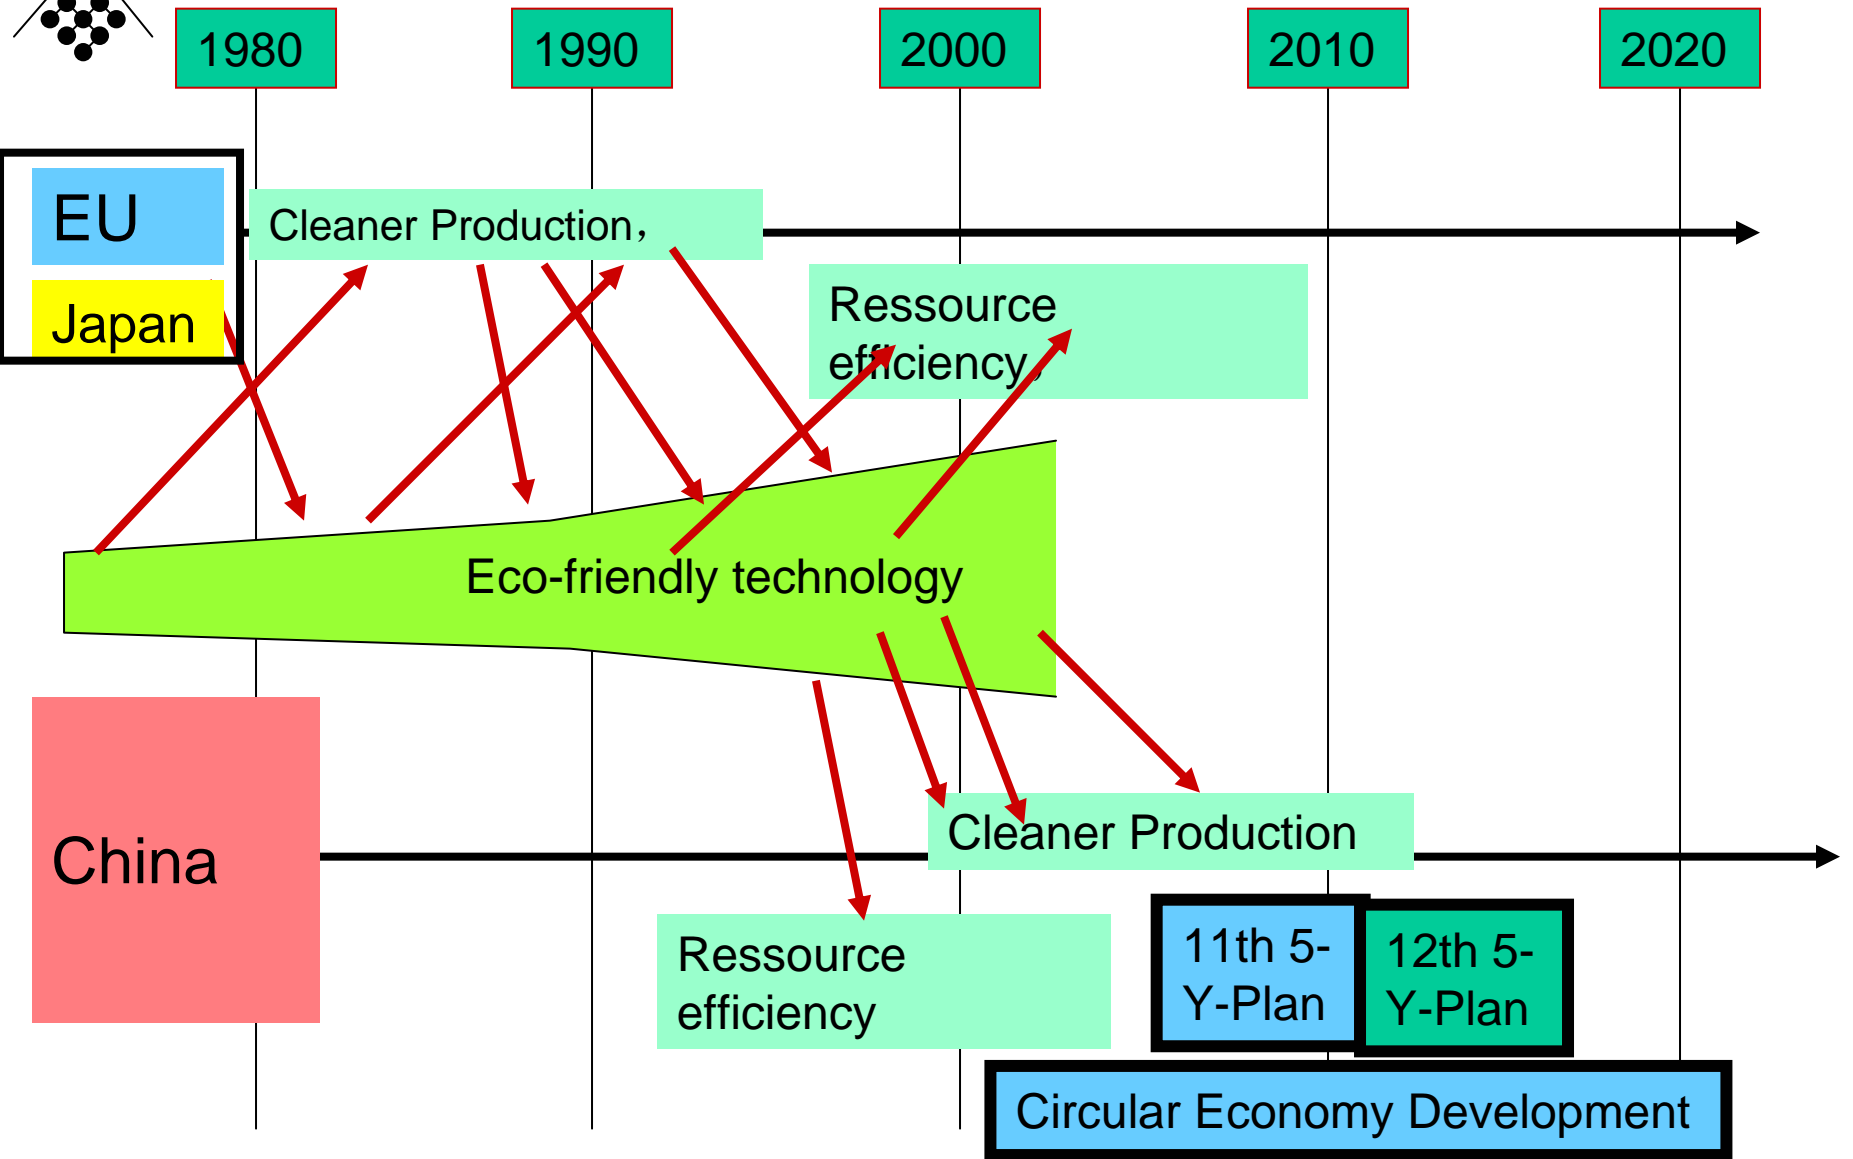 1980
1990
2000
2010
2020
EU
Japan
Cleaner Production，
Ressource
efficiency，
Eco-friendly technology
China
Cleaner Production
Ressource
efficiency
11th 5-
Y-Plan
12th 5-
Y-Plan
Circular Economy Development